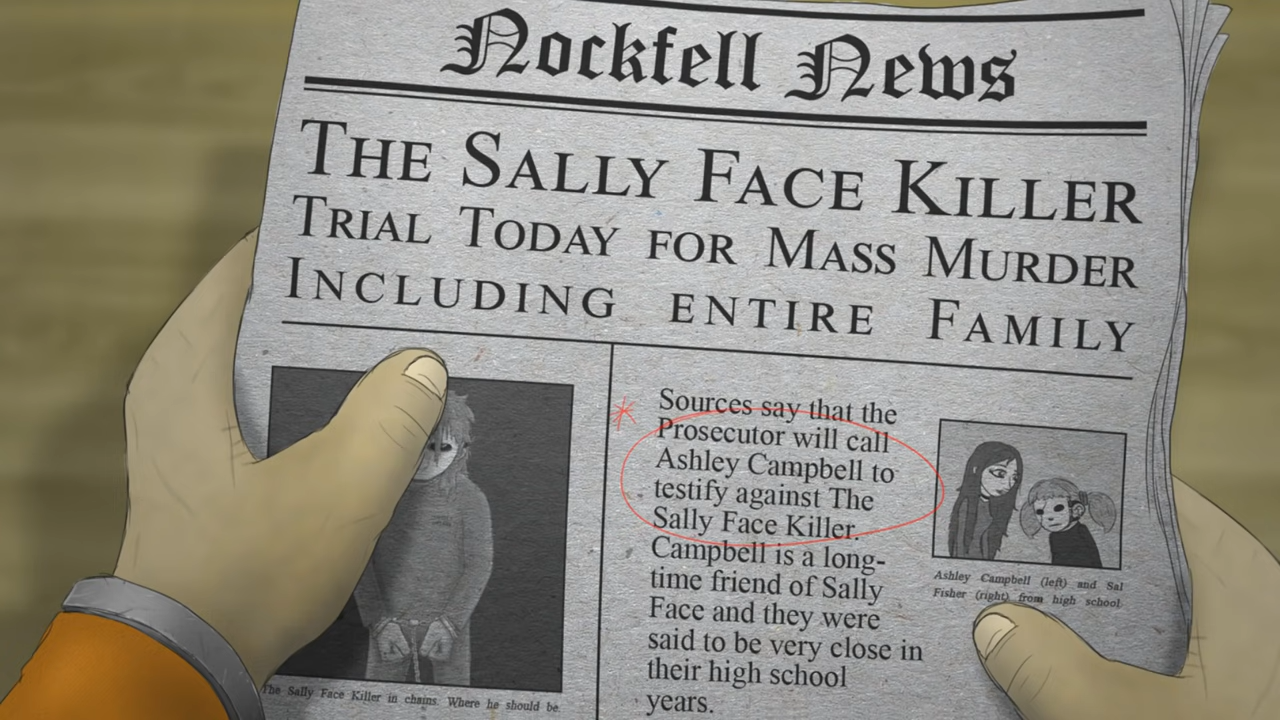 Nockfell News
The Sally Face Killer
Trial Today for Mass Murder
Including entire Family
Sources say that the
Prosecutor will call
Ashley Campbell to
testify against The
Sally Face Killer.
Campbell is a long-
time friend of Sally
Face and they were
said to be very close in
their high school
years.
Ashley Campbell (left) and Sal
Fisher (right) from high school
The Sally Face Killer in chains. Where he should be.